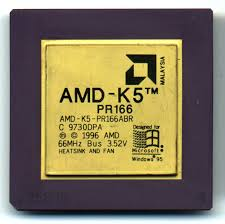 MALAYSIA
AMD-K5™
PR166
AMD-K5-PR166ABR
C 9730DPA
Ⓜ © 1996 AMD
66MHz Bus 3.52V
HEATSINK AND FAN
Designed for
Microsoft®
Windows®95